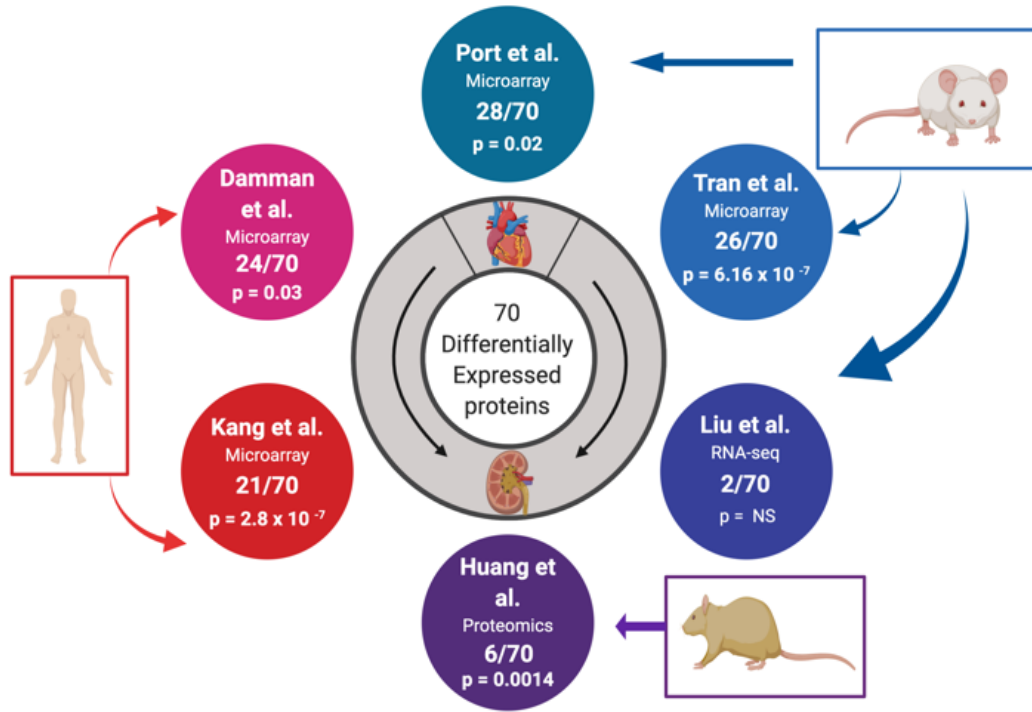 Port et al.
Microarray
28/70
p = 0.02
Damman
et al.
Microarray
24/70
p = 0.03
Tran et al.
Microarray
26/70
p = 6.16 x 10 -7
70
Differentially
Expressed
proteins
Kang et al.
Microarray
21/70
p = 2.8 x 10 -7
Liu et al.
RNA-seq
2/70
p = NS
Huang et
al.
Proteomics
6/70
p = 0.0014